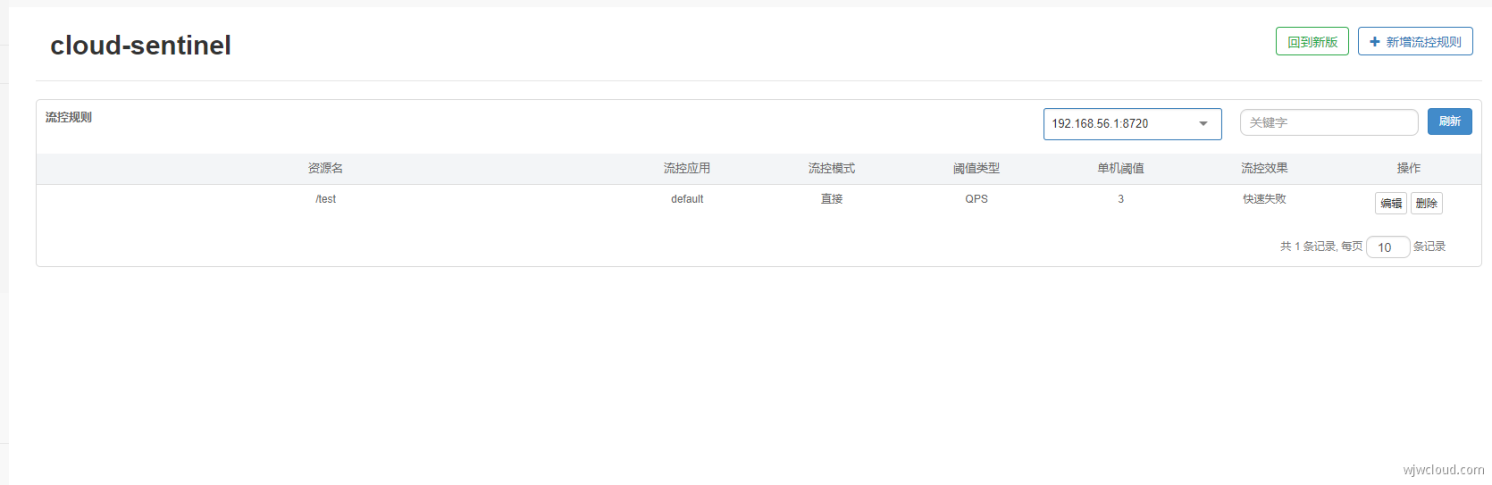 cloud-sentinel
回到新版
新增流控规则
流控规则
192.168.56.1:8720
关键字
刷新
资源名 流控应用 流控模式 阈值类型 单机阈值 流控效果 操作
/test default 直接 QPS 3 快速失败 编辑 删除
共 1 条记录, 每页 10 条记录
wjwcloud.com